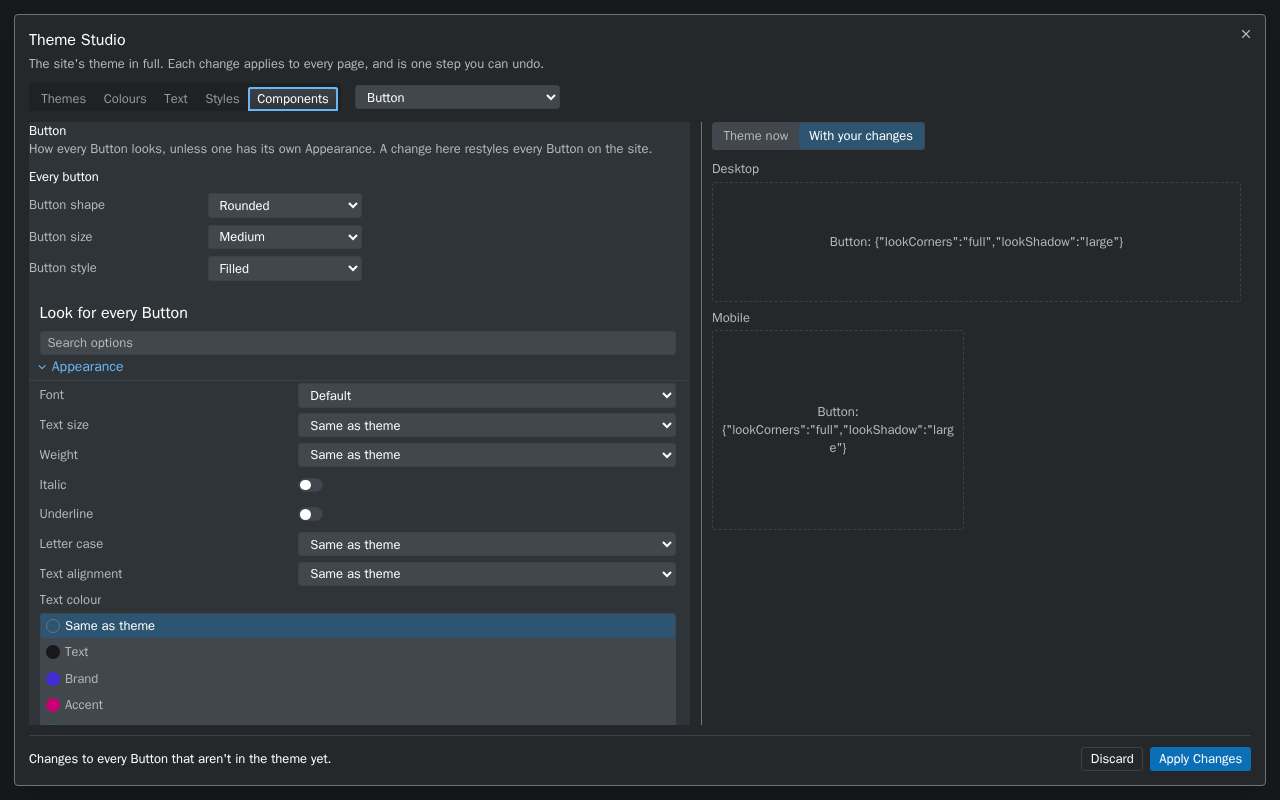 Theme Studio
The site's theme in full. Each change applies to every page, and is one step you can undo.
Themes Colours Text Styles Components Button
Button
How every Button looks, unless one has its own Appearance. A change here restyles every Button on the site.
Every button
Button shape Rounded
Button size Medium
Button style Filled
Look for every Button
Search options
Appearance
Font Default
Text size Same as theme
Weight Same as theme
Italic
Underline
Letter case Same as theme
Text alignment Same as theme
Text colour
Same as theme
Text
Brand
Accent
Theme now With your changes
Desktop
Button: {"lookCorners":"full","lookShadow":"large"}
Mobile
Button:
{"lookCorners":"full","lookShadow":"larg
e"}
Changes to every Button that aren't in the theme yet.
Discard Apply Changes